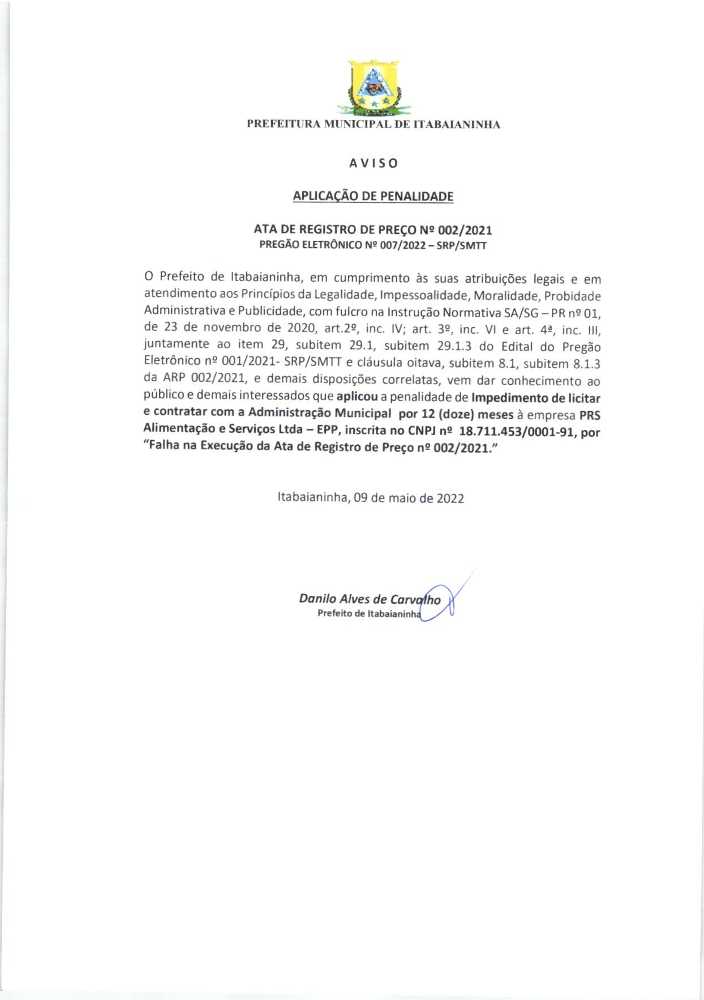 PREFEITURA MUNICIPAL DE ITABAIANINHA
A V I S O
APLICAÇÃO DE PENALIDADE
ATA DE REGISTRO DE PREÇO Nº 002/2021
PREGÃO ELETRÔNICO Nº 007/2022 – SRP/SMTT
O Prefeito de Itabaianinha, em cumprimento às suas atribuições legais e em
atendimento aos Princípios da Legalidade, Impessoalidade, Moralidade, Probidade
Administrativa e Publicidade, com fulcro na Instrução Normativa SA/SG – PR nº 01,
de 23 de novembro de 2020, art.2º, inc. IV; art. 3º, inc. VI e art. 4ª, inc. III,
juntamente ao item 29, subitem 29.1, subitem 29.1.3 do Edital do Pregão
Eletrônico nº 001/2021- SRP/SMTT e cláusula oitava, subitem 8.1, subitem 8.1.3
da ARP 002/2021, e demais disposições correlatas, vem dar conhecimento ao
público e demais interessados que aplicou a penalidade de Impedimento de licitar
e contratar com a Administração Municipal por 12 (doze) meses à empresa PRS
Alimentação e Serviços Ltda – EPP, inscrita no CNPJ nº 18.711.453/0001-91, por
“Falha na Execução da Ata de Registro de Preço nº 002/2021.”
Itabaianinha, 09 de maio de 2022
Danilo Alves de Carvalho
Prefeito de Itabaianinha